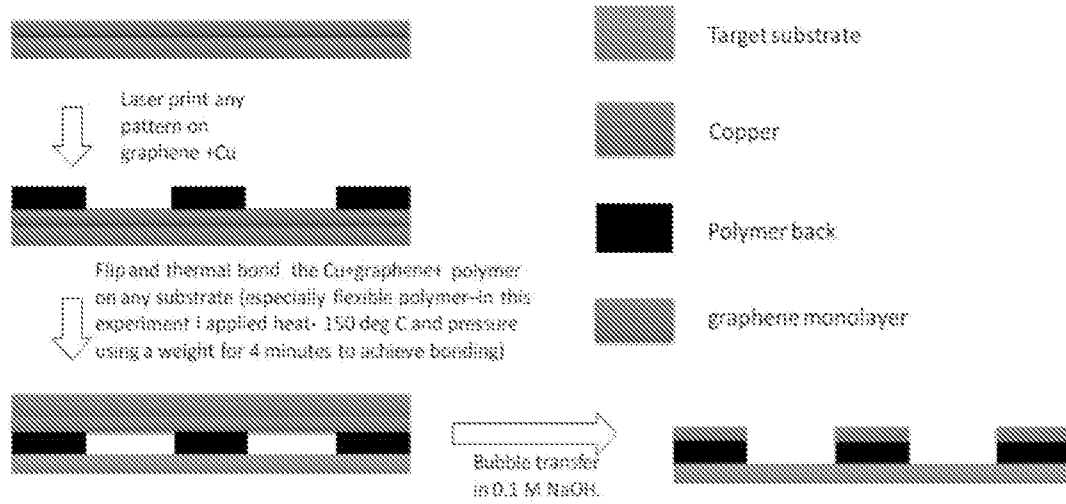 Laser print any
pattern on
graphene +Cu
Flip and thermal bond the Cu+graphene+ polymer
on any substrate (especially flexible polymer-in this
experiment I applied heat- 150 deg C and pressure
using a weight for 4 minutes to achieve bonding)
Bubble transfer
in 0.1 M NaOH.
Target substrate
Copper
Polymer back
graphene monolayer